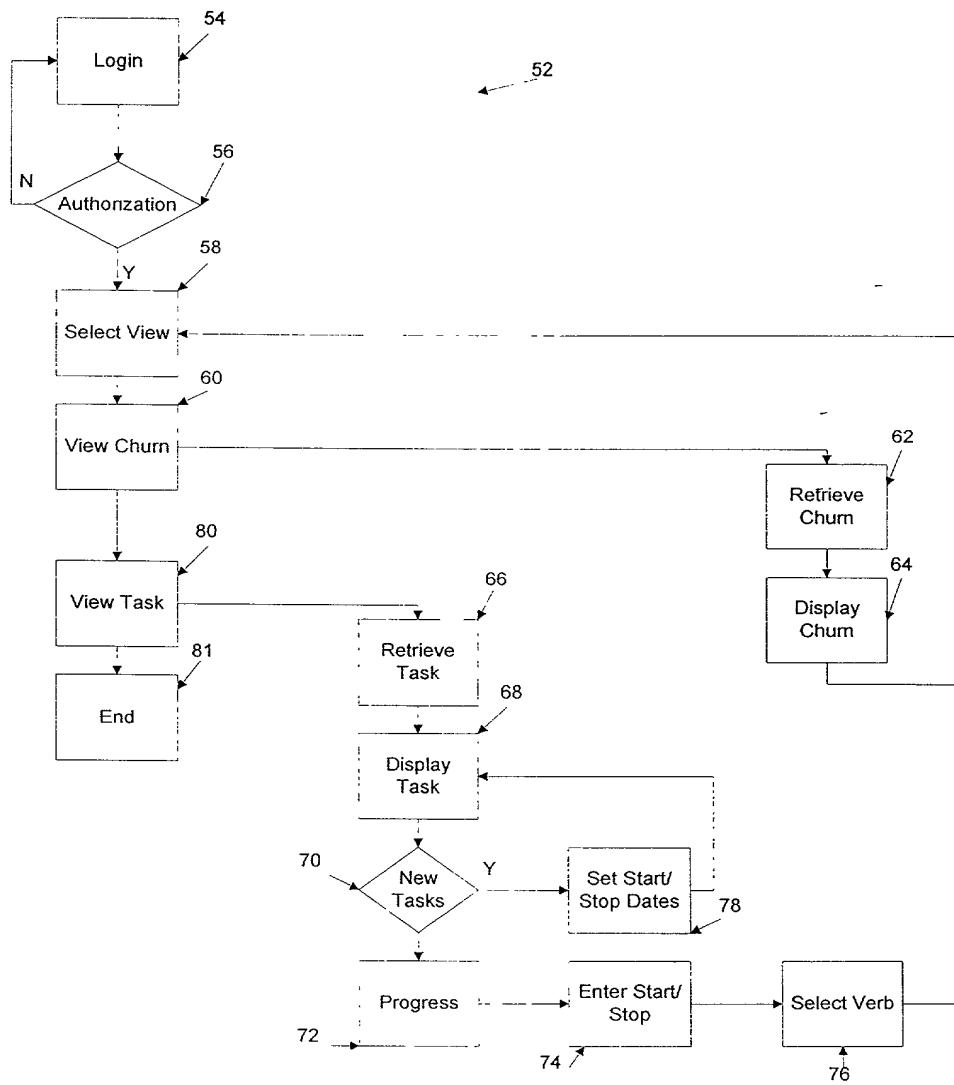 54
Login
52
56
N
Authorization
58
Y
Select View
60
View Churn
62
Retrieve
Churn
80
64
View Task
66
Display
Churn
Retrieve
Task
81
68
End
Display
Task
70
Y
New
Tasks
Set Start/
Stop Dates
78
Progress
Enter Start/
Stop
Select Verb
72
74
76